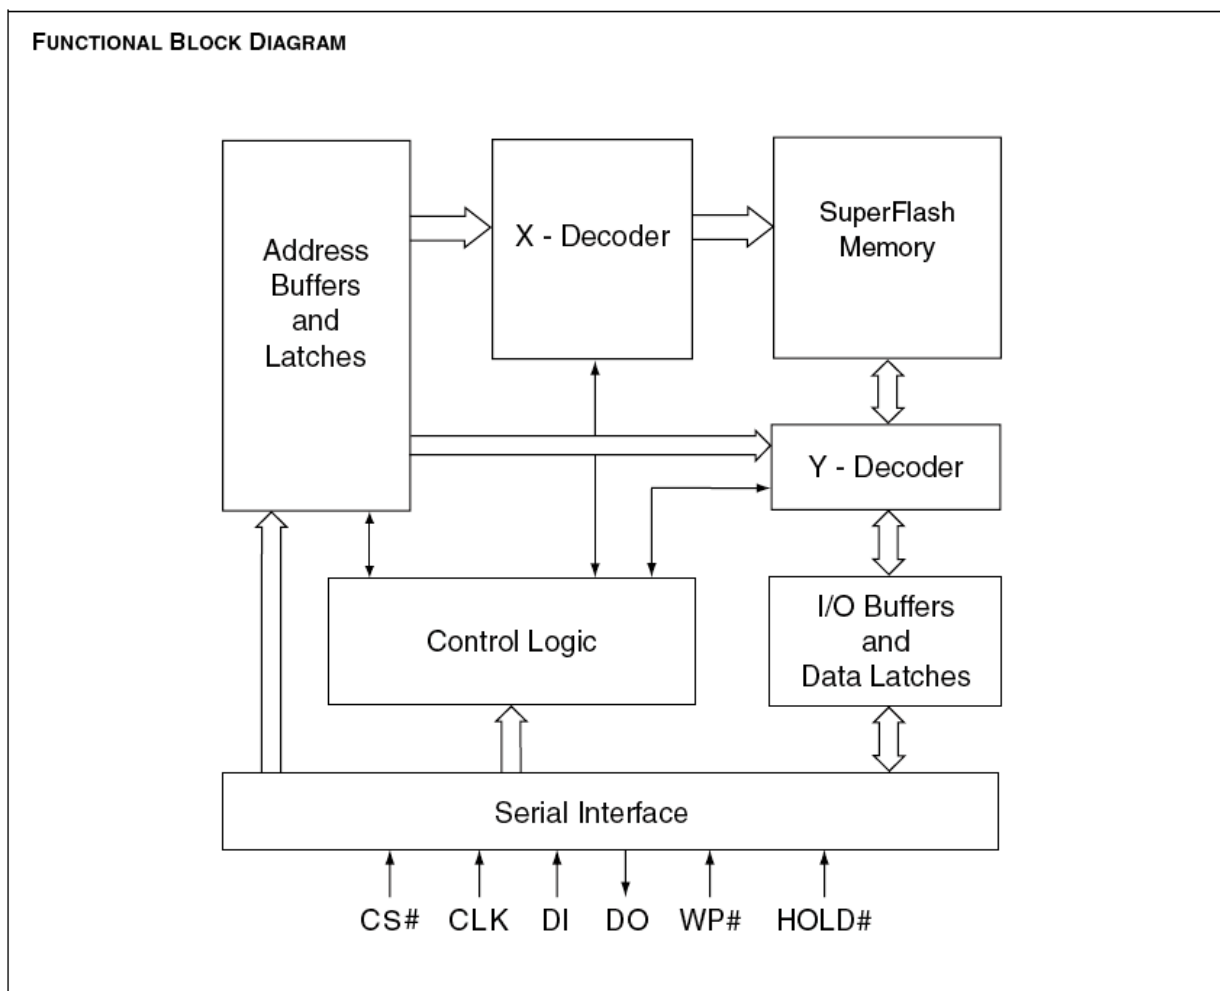 FUNCTIONAL BLOCK DIAGRAM
Address
Buffers
and
Latches
X - Decoder
SuperFlash
Memory
Y - Decoder
Control Logic
I/O Buffers
and
Data Latches
Serial Interface
CS# CLK DI DO WP# HOLD#